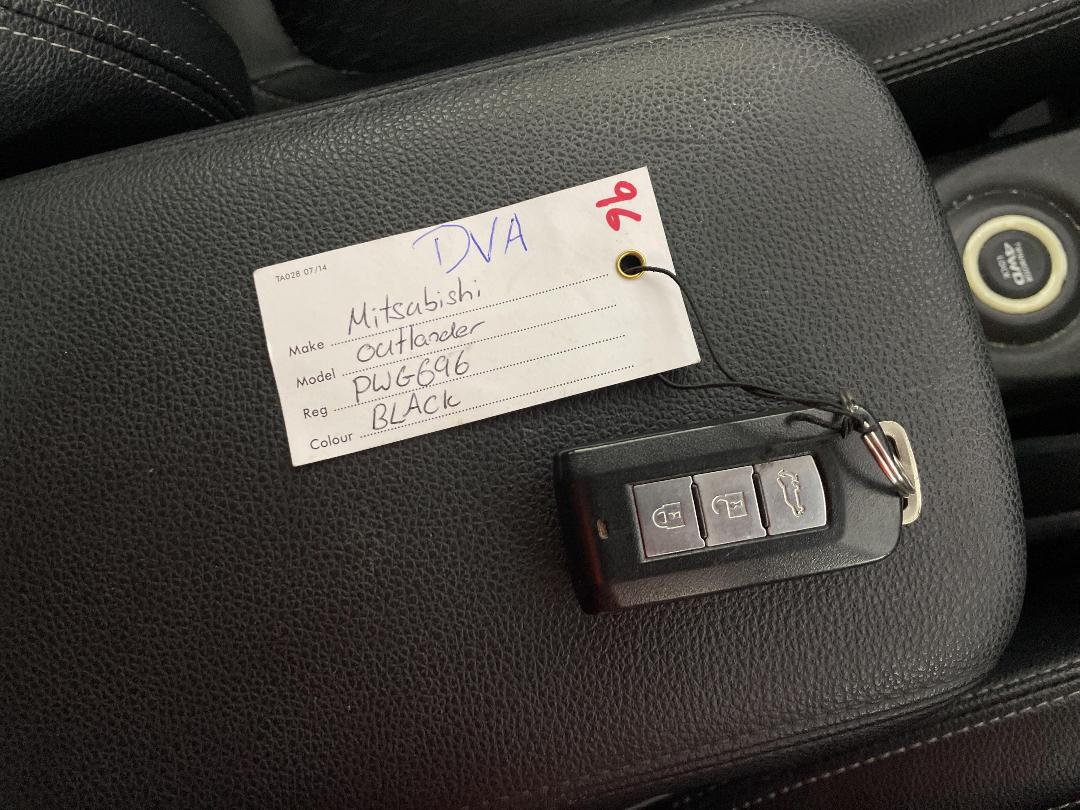 96
DVA
TA028 07/14
Make Mitsubishi
Model Outlander
Reg PWG696
Colour BLACK